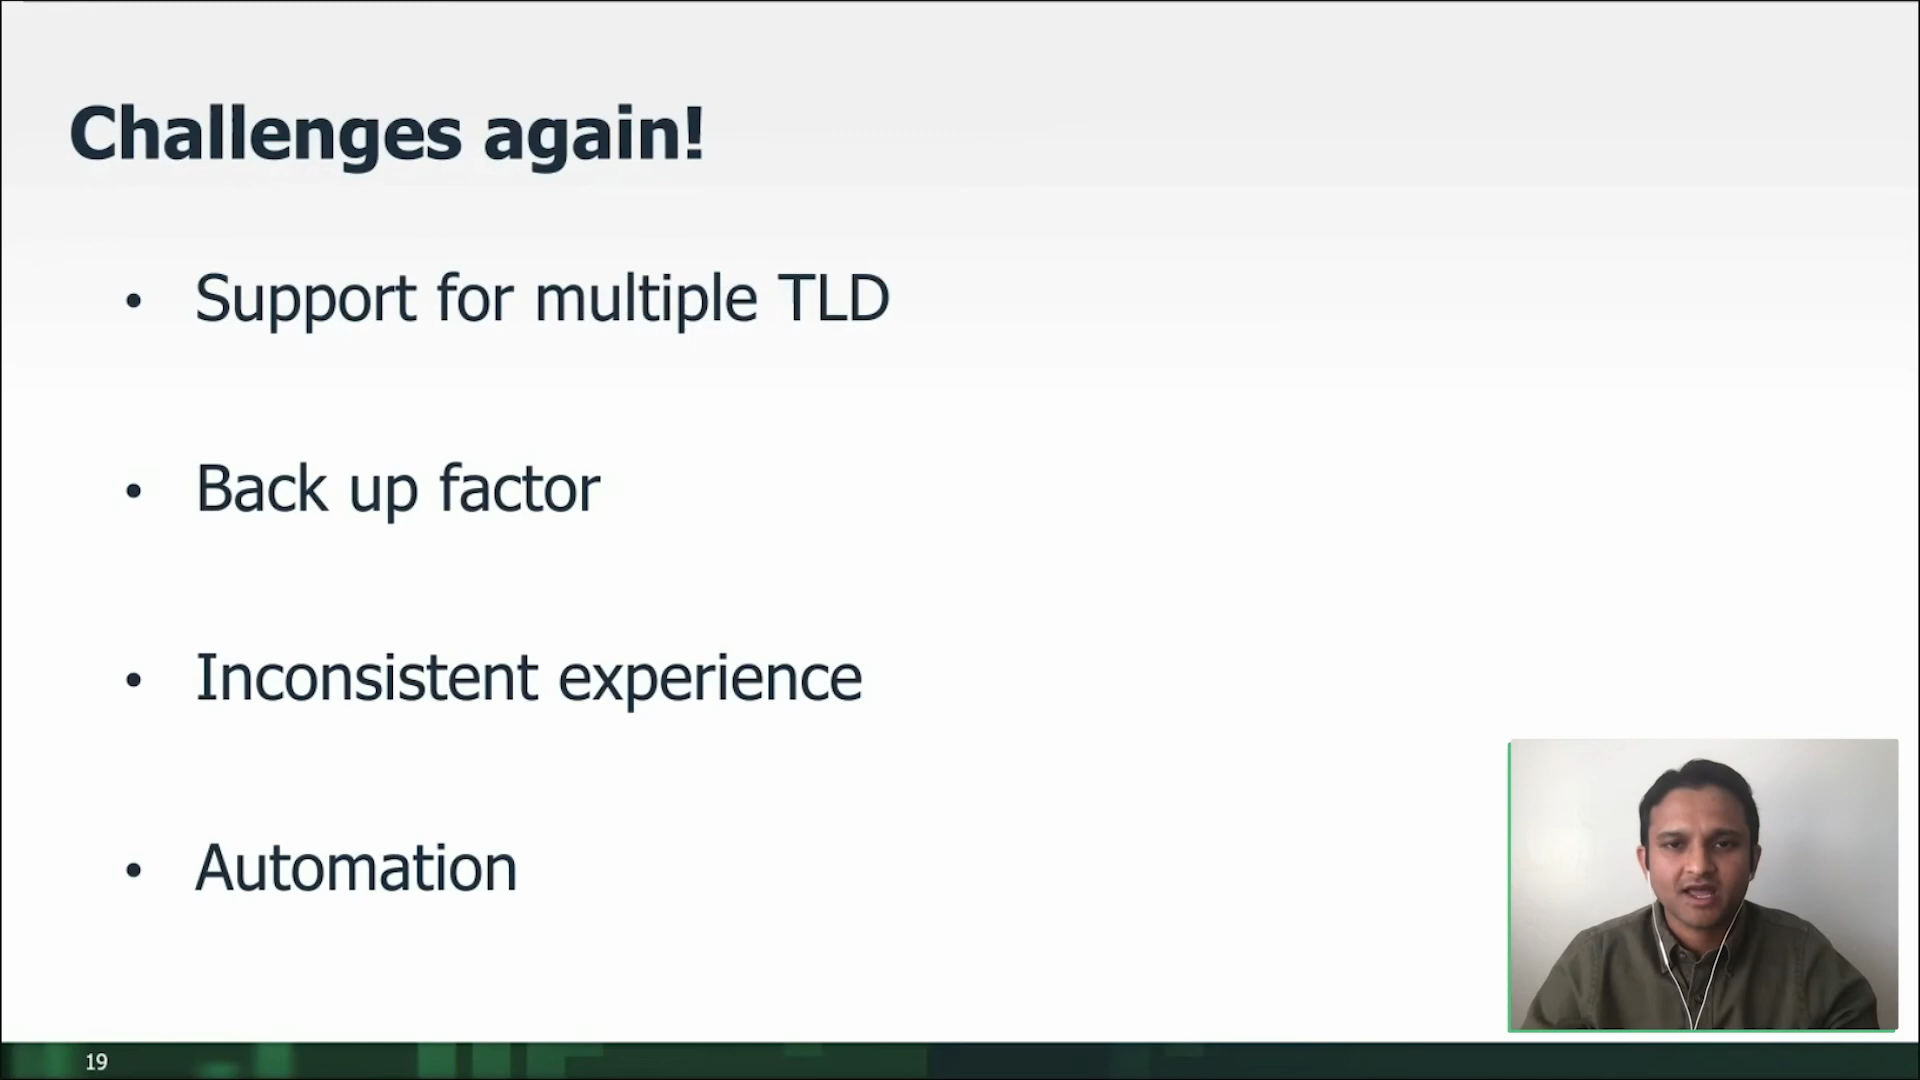 Challenges again!
• Support for multiple TLD
• Back up factor
• Inconsistent experience
• Automation
19